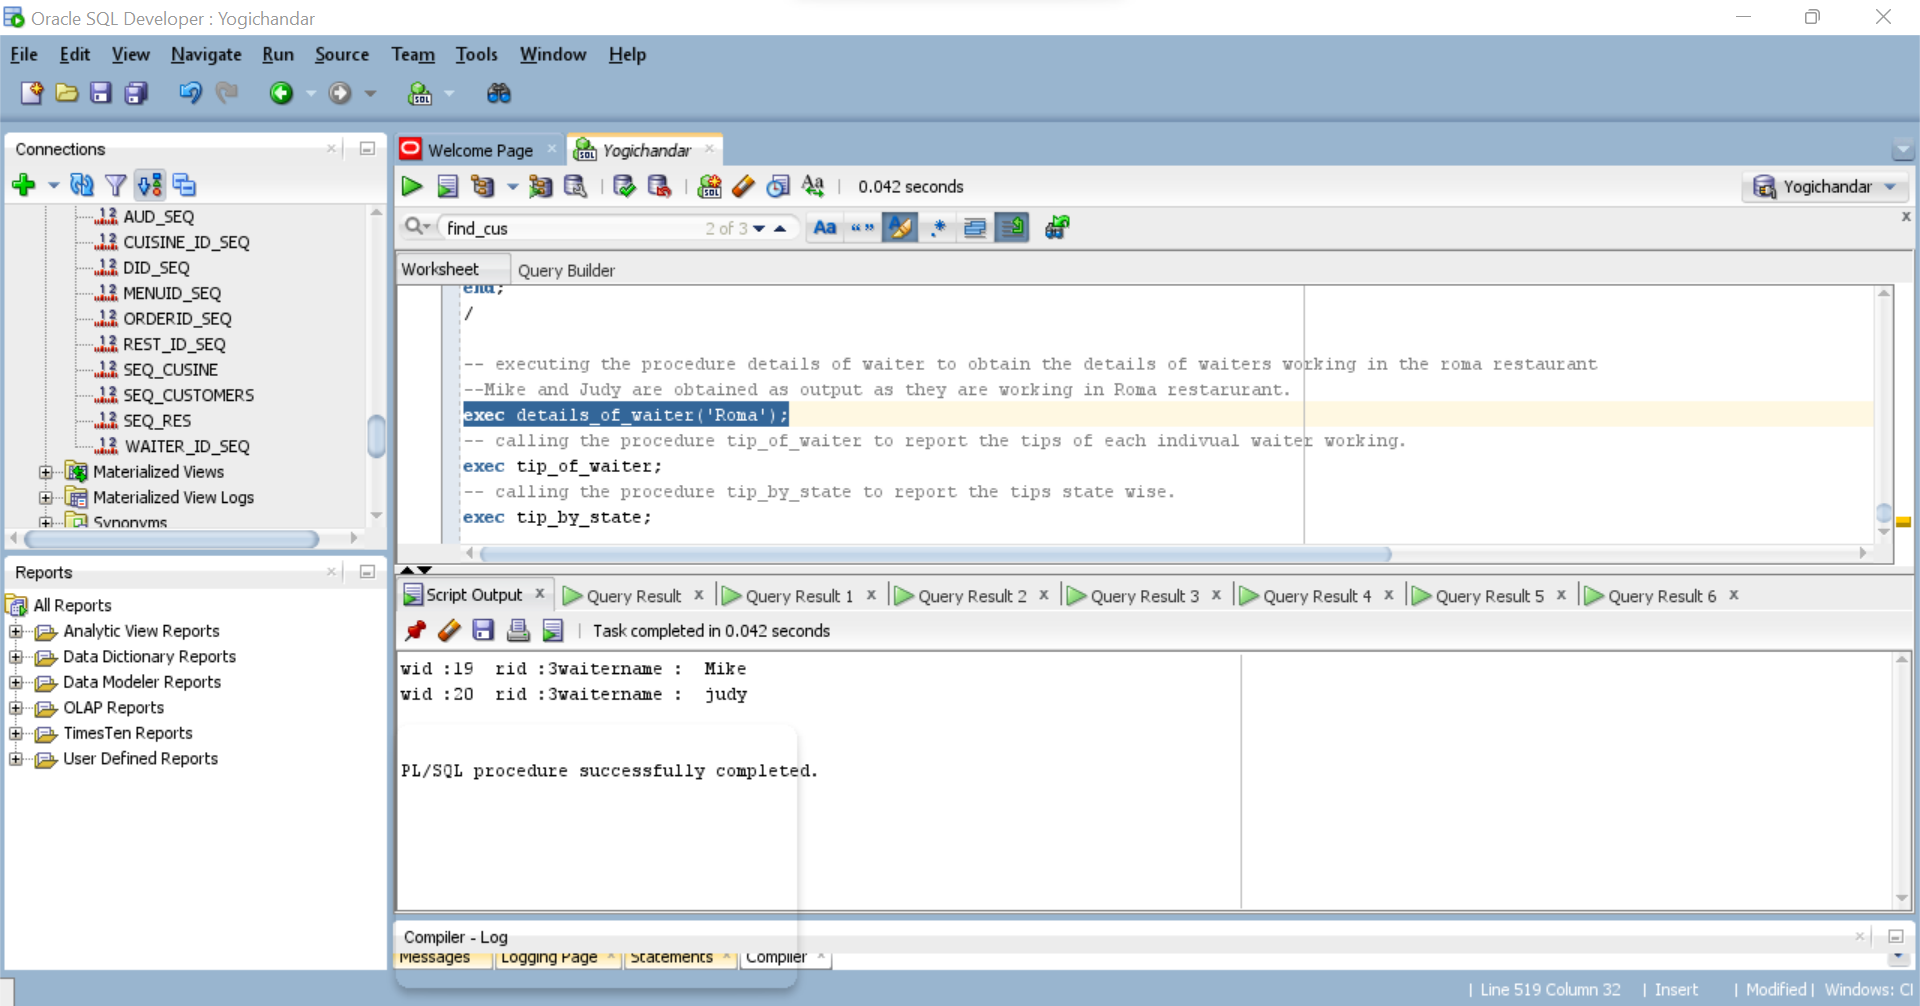 Oracle SQL Developer : Yogichandar
File Edit View Navigate Run Source Team Tools Window Help
SQL
Connections
AUD_SEQ
CUISINE_ID_SEQ
DID_SEQ
MENUID_SEQ
ORDERID_SEQ
REST_ID_SEQ
SEQ_CUSINE
SEQ_CUSTOMERS
SEQ_RES
WAITER_ID_SEQ
Materialized Views
Materialized View Logs
Synonyms
Reports
All Reports
Analytic View Reports
Data Dictionary Reports
Data Modeler Reports
OLAP Reports
TimesTen Reports
User Defined Reports
Welcome Page Yogichandar
0.042 seconds Yogichandar
find_cus 2 of 3 Aa “ ” .*
Worksheet Query Builder
end;
/
-- executing the procedure details of waiter to obtain the details of waiters working in the roma restaurant
--Mike and Judy are obtained as output as they are working in Roma restarurant.
exec details_of_waiter('Roma');
-- calling the procedure tip_of_waiter to report the tips of each indivual waiter working.
exec tip_of_waiter;
-- calling the procedure tip_by_state to report the tips state wise.
exec tip_by_state;
Script Output Query Result Query Result 1 Query Result 2 Query Result 3 Query Result 4 Query Result 5 Query Result 6
Task completed in 0.042 seconds
wid :19 rid :3waitername : Mike
wid :20 rid :3waitername : judy
PL/SQL procedure successfully completed.
Compiler - Log
Messages Logging Page Statements Compiler
| Line 519 Column 32 | Insert | Modified | Windows: Cl